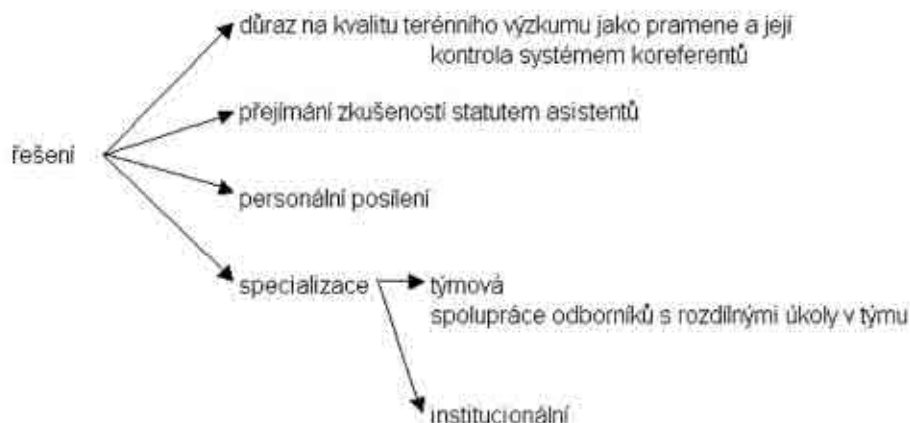 důraz na kvalitu terénního výzkumu jako pramene a její
kontrola systémem koreferentů
přejímání zkušeností statutem asistentů
řešení
personální posílení
specializace
týmová
spolupráce odborníků s rozdílnými úkoly v týmu
institucionální